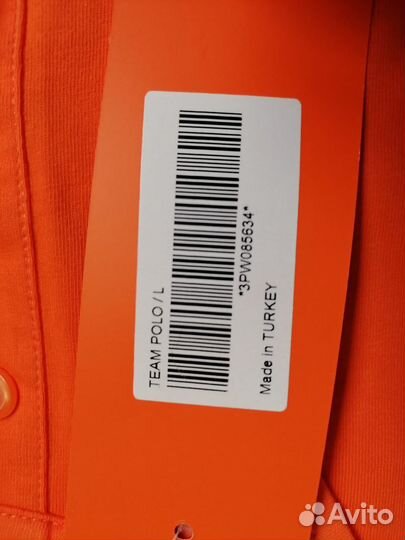 TEAM POLO / L
*3PW085634*
Made in TURKEY
Avito